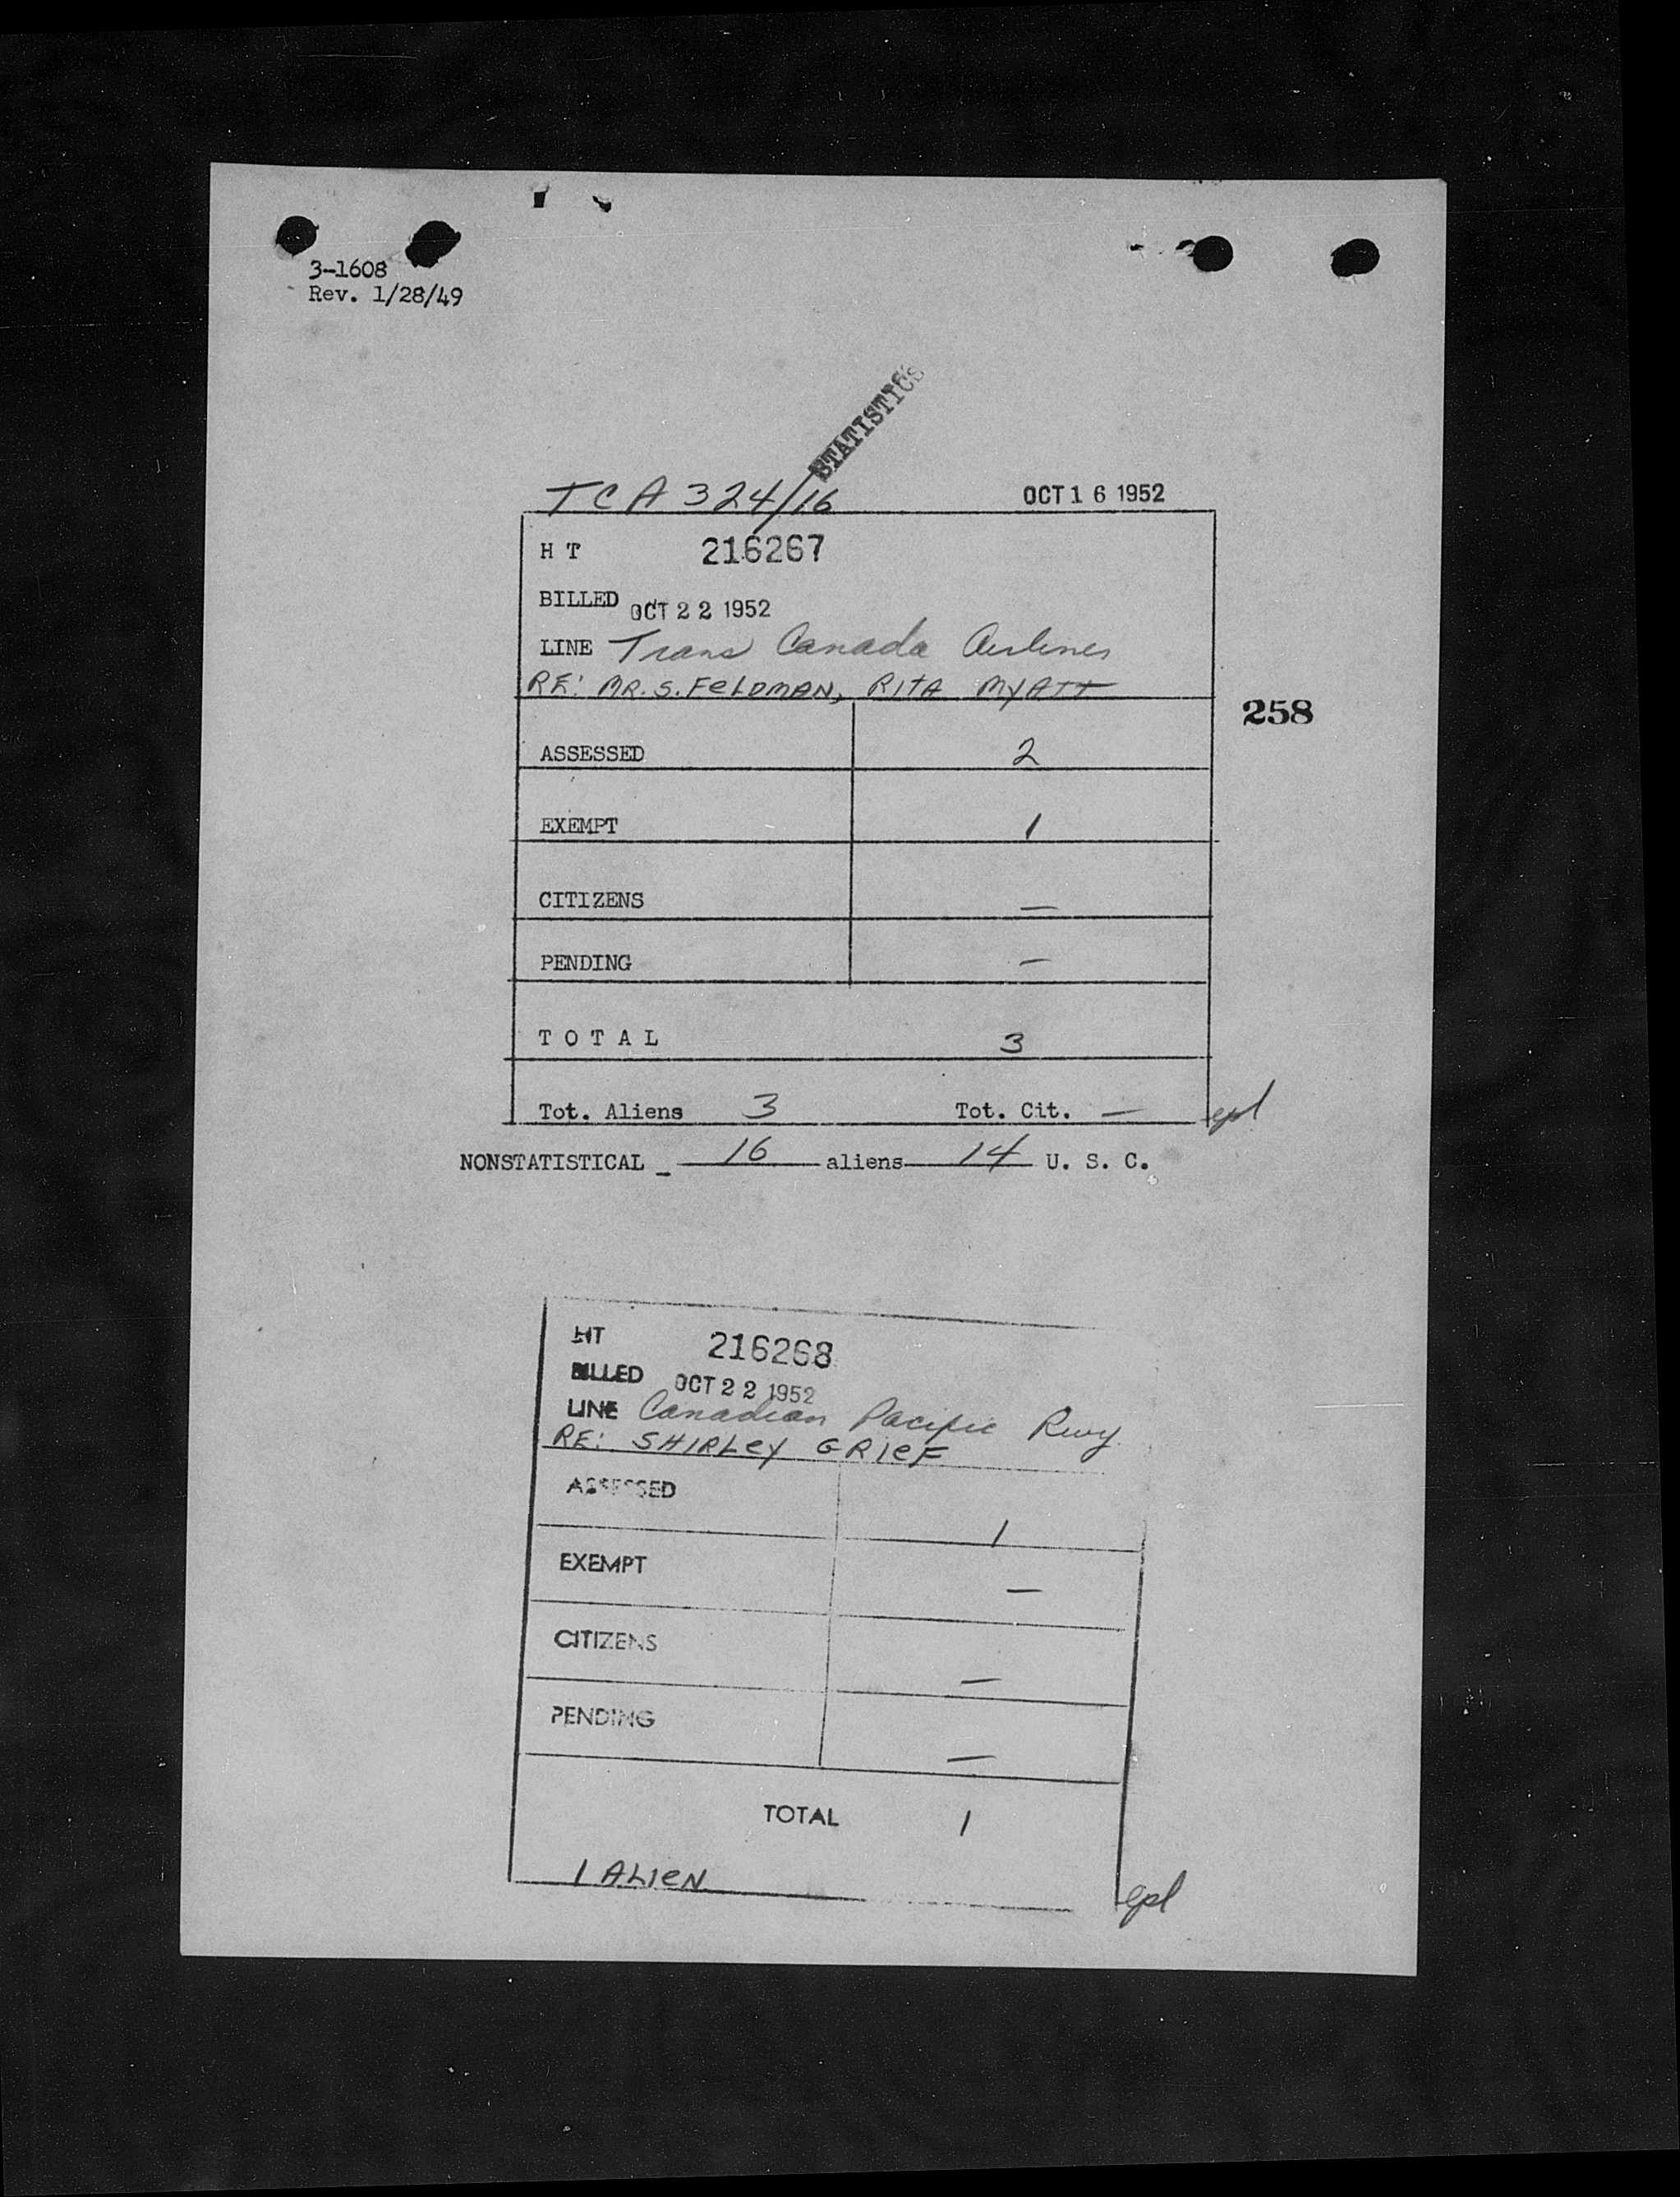 3-1608
Rev. 1/28/49
STATISTICS
TCA 324/16 OCT 16 1952
H T 216267
BILLED OCT 22 1952
LINE Trans Canada Airlines
RE: MR. S. FELDMAN, RITA MYATT
258
ASSESSED 2
EXEMPT 1
CITIZENS —
PENDING —
T O T A L 3
Tot. Aliens 3 Tot. Cit. — epl
NONSTATISTICAL - 16 aliens 14 U. S. C.
HT 216268
BILLED OCT 22 1952
LINE Canadian Pacific Rwy
RE: SHIRLEY GRIEF
ASSESSED 1
EXEMPT —
CITIZENS —
PENDING —
TOTAL 1
1 ALIEN epl